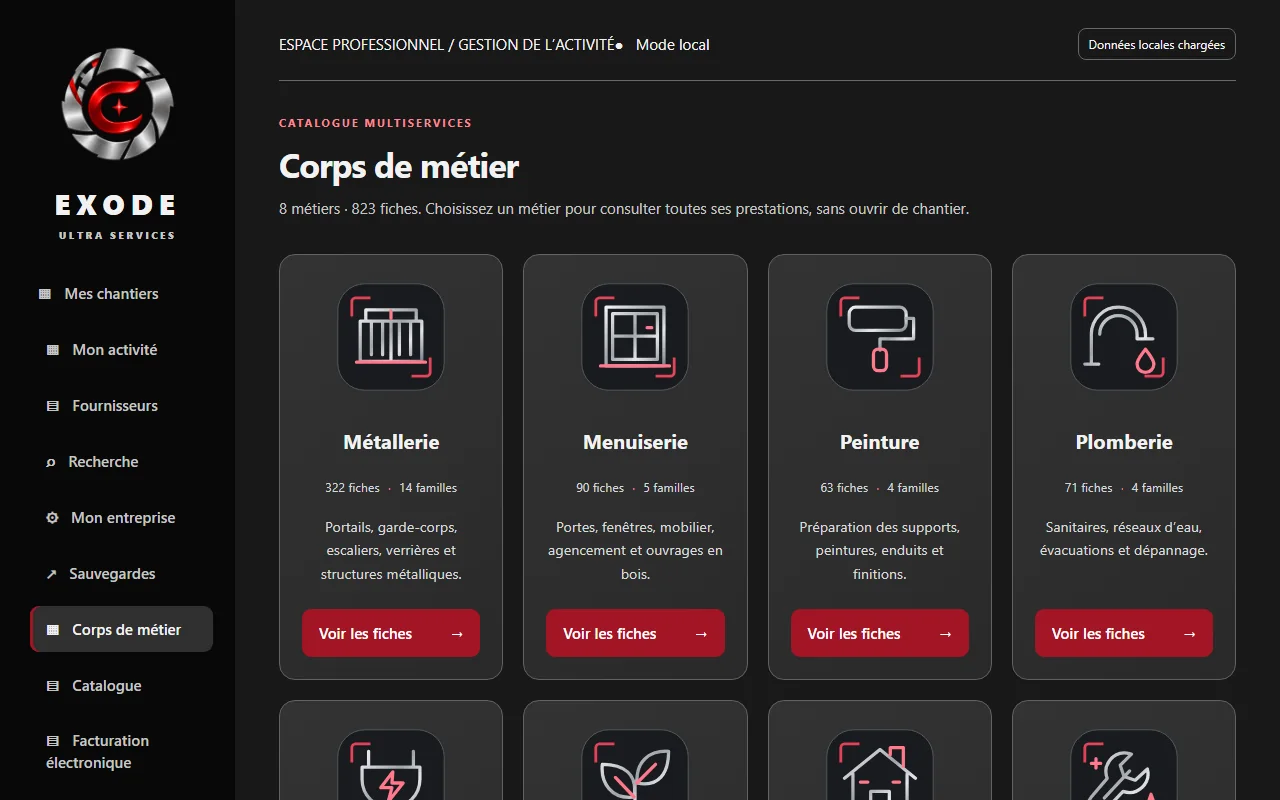 EXODE
ULTRA SERVICES
Mes chantiers
Mon activité
Fournisseurs
Recherche
Mon entreprise
Sauvegardes
Corps de métier
Catalogue
Facturation
électronique
ESPACE PROFESSIONNEL / GESTION DE L’ACTIVITÉ● Mode local
Données locales chargées
CATALOGUE MULTISERVICES
Corps de métier
8 métiers · 823 fiches. Choisissez un métier pour consulter toutes ses prestations, sans ouvrir de chantier.
Métallerie
322 fiches · 14 familles
Portails, garde-corps,
escaliers, verrières et
structures métalliques.
Voir les fiches →
Menuiserie
90 fiches · 5 familles
Portes, fenêtres, mobilier,
agencement et ouvrages en
bois.
Voir les fiches →
Peinture
63 fiches · 4 familles
Préparation des supports,
peintures, enduits et
finitions.
Voir les fiches →
Plomberie
71 fiches · 4 familles
Sanitaires, réseaux d’eau,
évacuations et dépannage.
Voir les fiches →